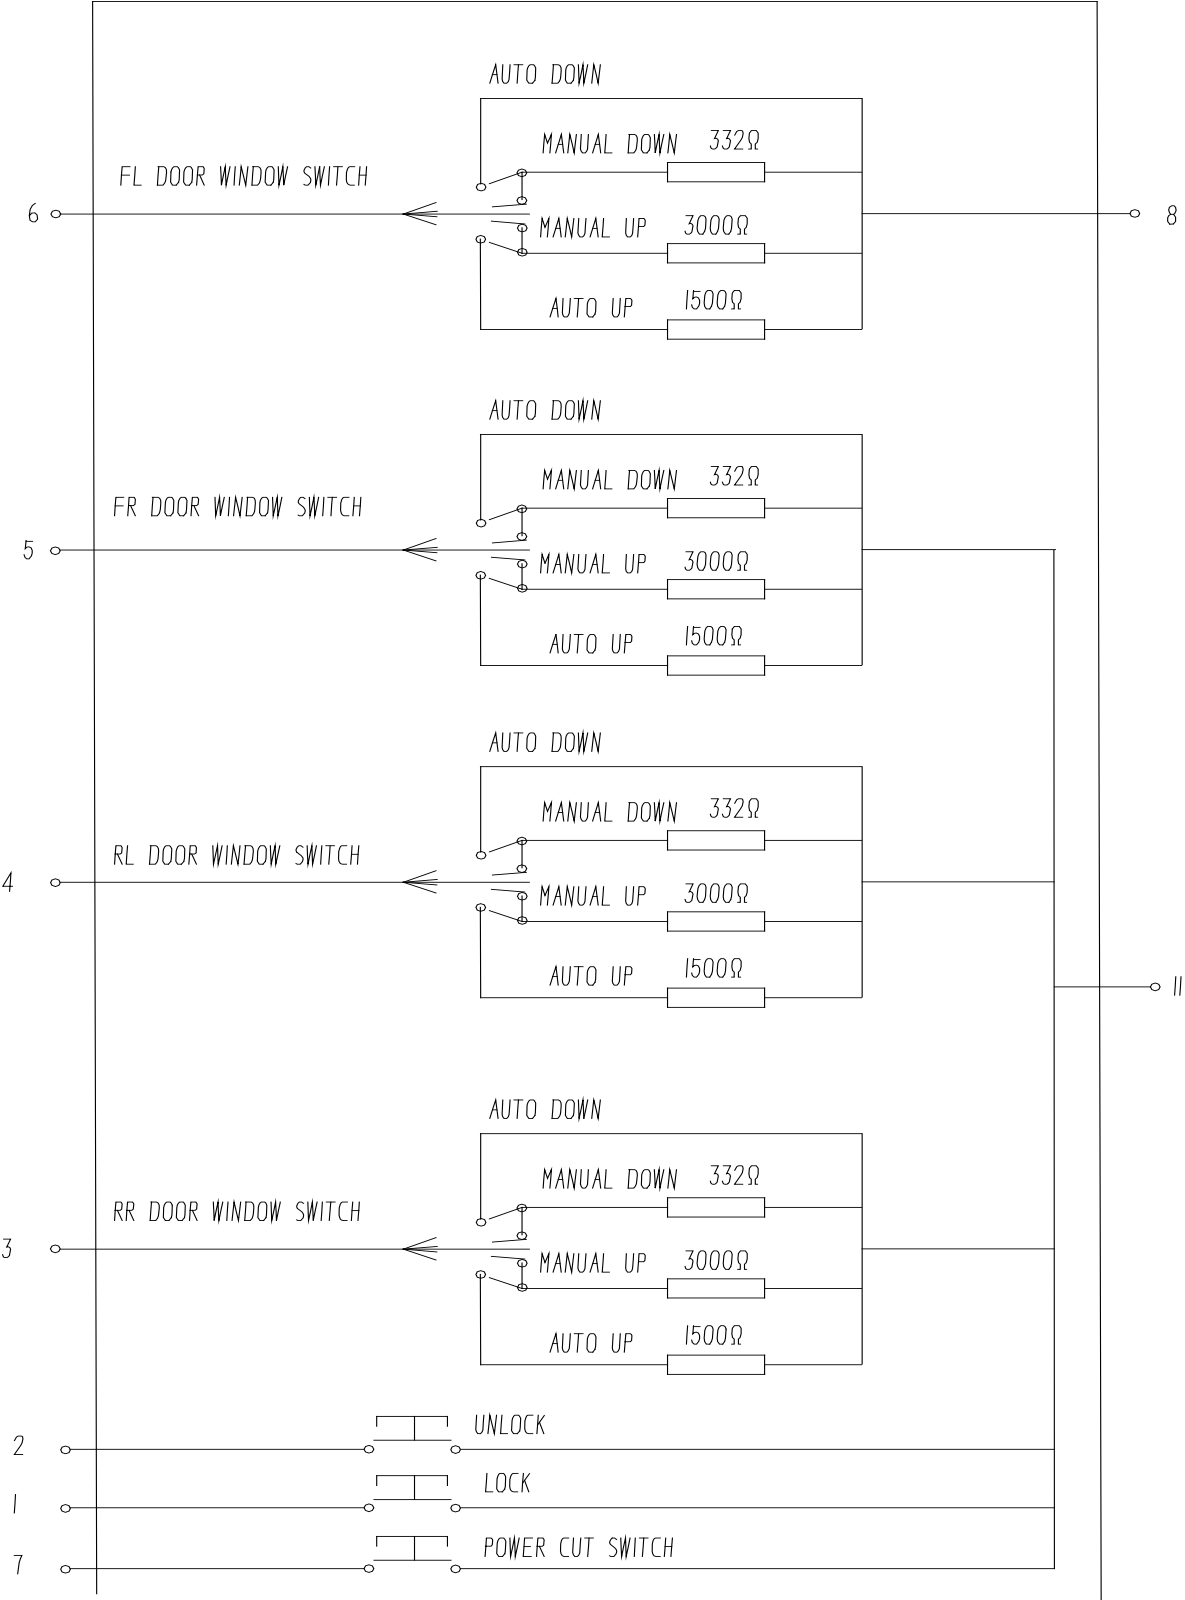 AUTO DOWN
MANUAL DOWN 332Ω
FL DOOR WINDOW SWITCH
6
8
MANUAL UP 3000Ω
AUTO UP 1500Ω
AUTO DOWN
MANUAL DOWN 332Ω
FR DOOR WINDOW SWITCH
5
MANUAL UP 3000Ω
AUTO UP 1500Ω
AUTO DOWN
MANUAL DOWN 332Ω
RL DOOR WINDOW SWITCH
4
MANUAL UP 3000Ω
AUTO UP 1500Ω
11
AUTO DOWN
MANUAL DOWN 332Ω
RR DOOR WINDOW SWITCH
3
MANUAL UP 3000Ω
AUTO UP 1500Ω
2 UNLOCK
1 LOCK
7 POWER CUT SWITCH